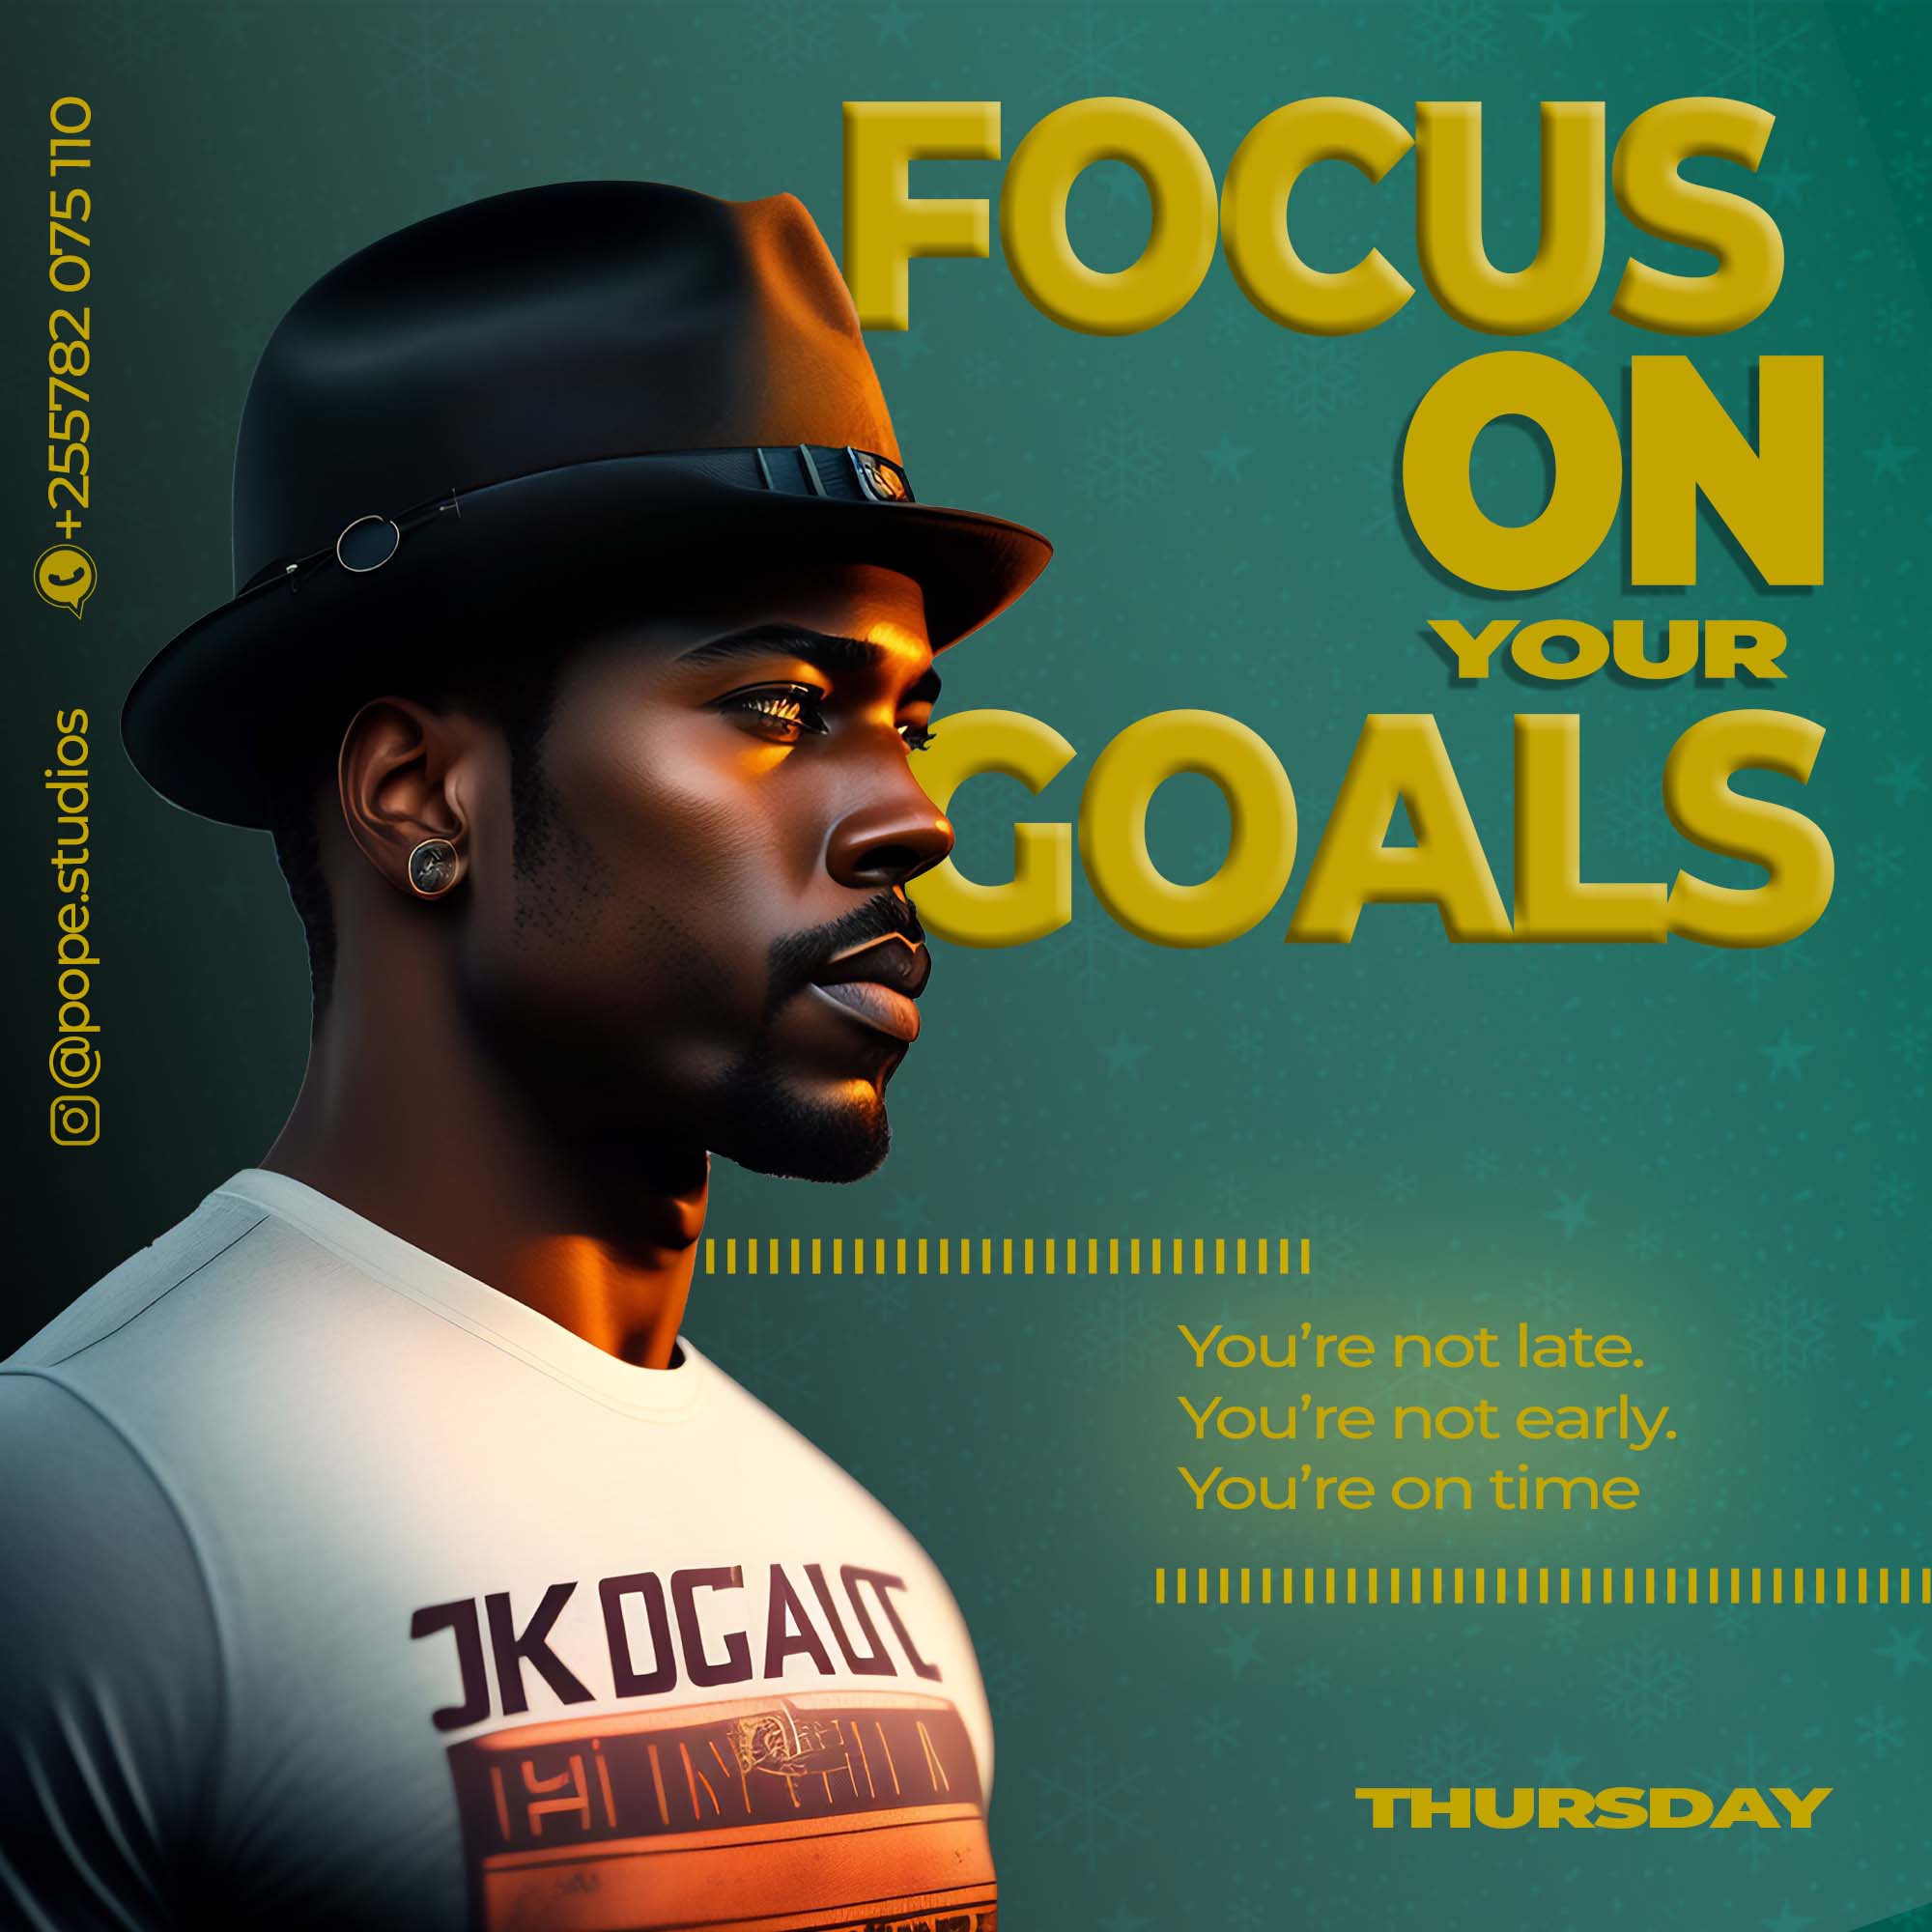 FOCUS
ON
YOUR
GOALS
+255782 075 110
@pope.studios
You're not late.
You're not early.
You're on time
THURSDAY